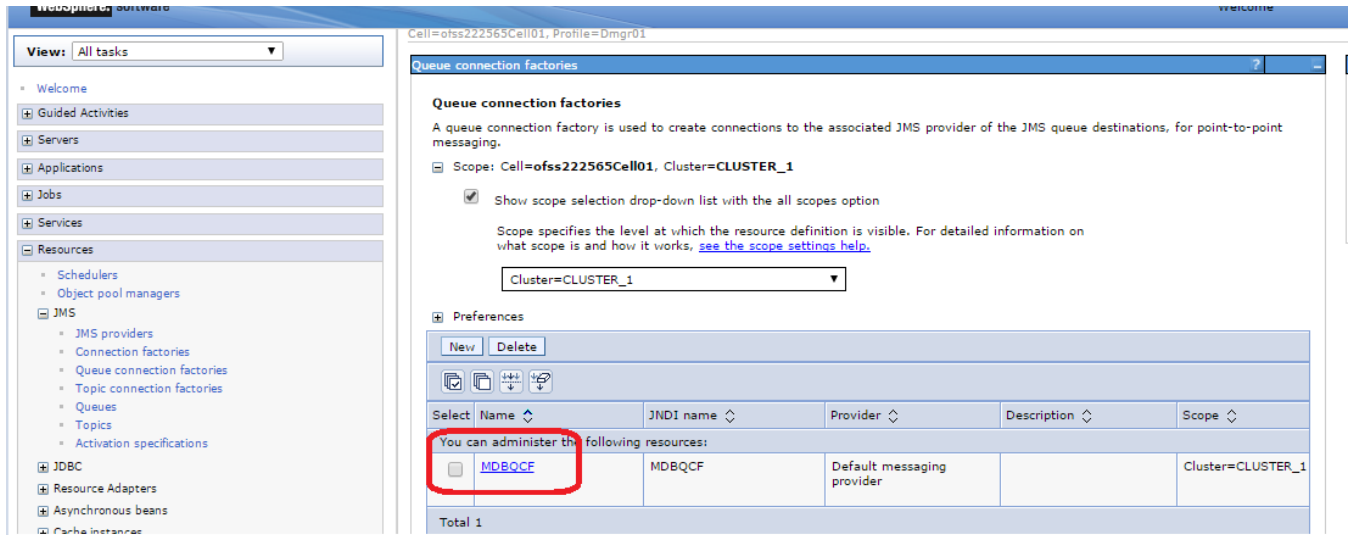 WebSphere. software
Welcome
View: All tasks
Cell=ofss222565Cell01, Profile=Dmgr01
Welcome
Guided Activities
Servers
Applications
Jobs
Services
Resources
Schedulers
Object pool managers
JMS
JMS providers
Connection factories
Queue connection factories
Topic connection factories
Queues
Topics
Activation specifications
JDBC
Resource Adapters
Asynchronous beans
Cache instances
Queue connection factories
?
Queue connection factories
A queue connection factory is used to create connections to the associated JMS provider of the JMS queue destinations, for point-to-point
messaging.
Scope: Cell=ofss222565Cell01, Cluster=CLUSTER_1
Show scope selection drop-down list with the all scopes option
Scope specifies the level at which the resource definition is visible. For detailed information on
what scope is and how it works, see the scope settings help.
Cluster=CLUSTER_1
Preferences
New Delete
Select Name JNDI name Provider Description Scope
You can administer the following resources:
MDBQCF MDBQCF Default messaging Cluster=CLUSTER_1
provider
Total 1